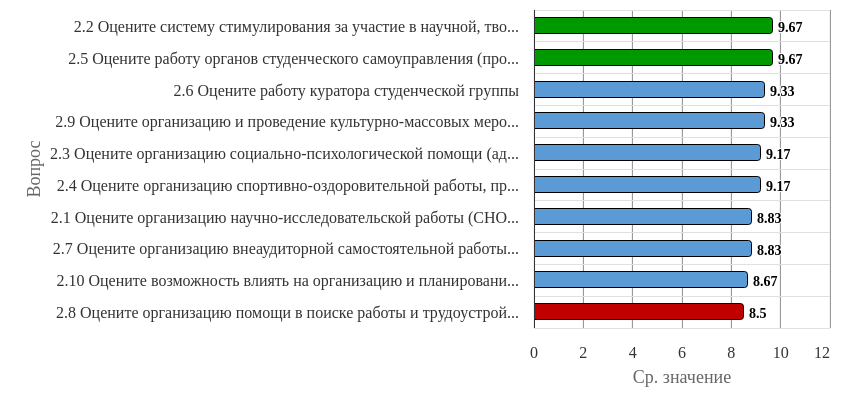 2.2 Оцените систему стимулирования за участие в научной, тво... 9.67
2.5 Оцените работу органов студенческого самоуправления (про... 9.67
2.6 Оцените работу куратора студенческой группы 9.33
2.9 Оцените организацию и проведение культурно-массовых меро... 9.33
2.3 Оцените организацию социально-психологической помощи (ад... 9.17
2.4 Оцените организацию спортивно-оздоровительной работы, пр... 9.17
2.1 Оцените организацию научно-исследовательской работы (СНО... 8.83
2.7 Оцените организацию внеаудиторной самостоятельной работы... 8.83
2.10 Оцените возможность влиять на организацию и планировани... 8.67
2.8 Оцените организацию помощи в поиске работы и трудоустрой... 8.5
Вопрос
0 2 4 6 8 10 12
Ср. значение